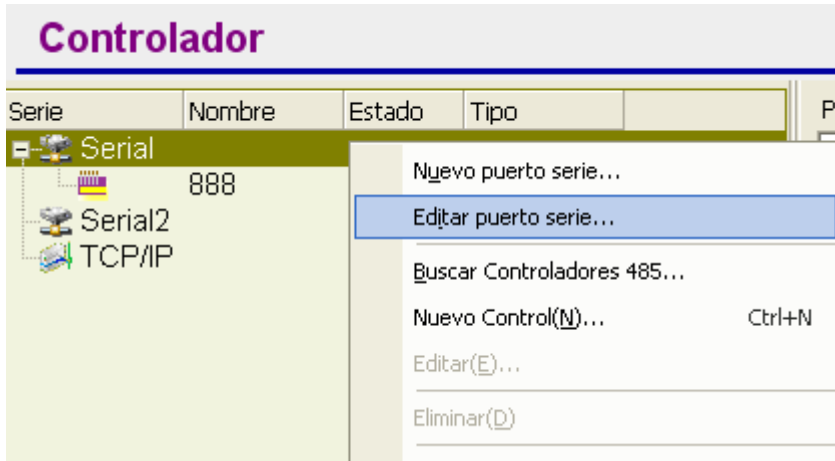 Controlador
Serie Nombre Estado Tipo P
Serial
888
Serial2
TCP/IP
Nuevo puerto serie...
Editar puerto serie...
Buscar Controladores 485...
Nuevo Control(N)... Ctrl+N
Editar(E)...
Eliminar(D)